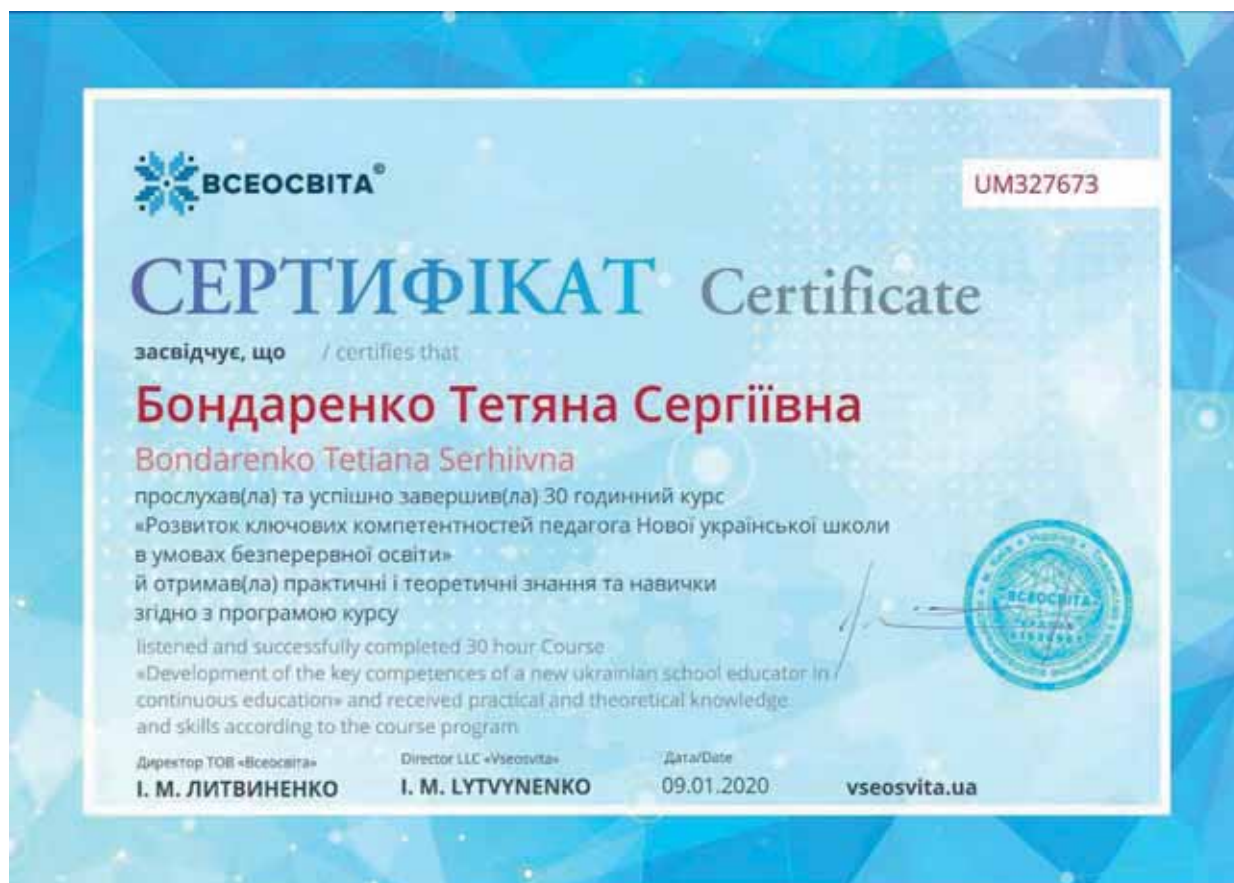 ВСЕОСВІТА©
UM327673
СЕРТИФІКАТ Certificate
засвідчує, що / certifies that
Бондаренко Тетяна Сергіївна
Bondarenko Tetiana Serhiivna
прослухав(ла) та успішно завершив(ла) 30 годинний курс
«Розвиток ключових компетентностей педагога Нової української школи
в умовах безперервної освіти»
й отримав(ла) практичні і теоретичні знання та навички
згідно з програмою курсу
listened and successfully completed 30 hour Course
«Development of the key competences of a new ukrainian school educator in
continuous education» and received practical and theoretical knowledge
and skills according to the course program
Директор ТОВ «Всеосвіта» Director LLC «Vseosvita» Дата/Date
І. М. ЛИТВИНЕНКО I. M. LYTVYNENKO 09.01.2020 vseosvita.ua
ВСЕОСВІТА